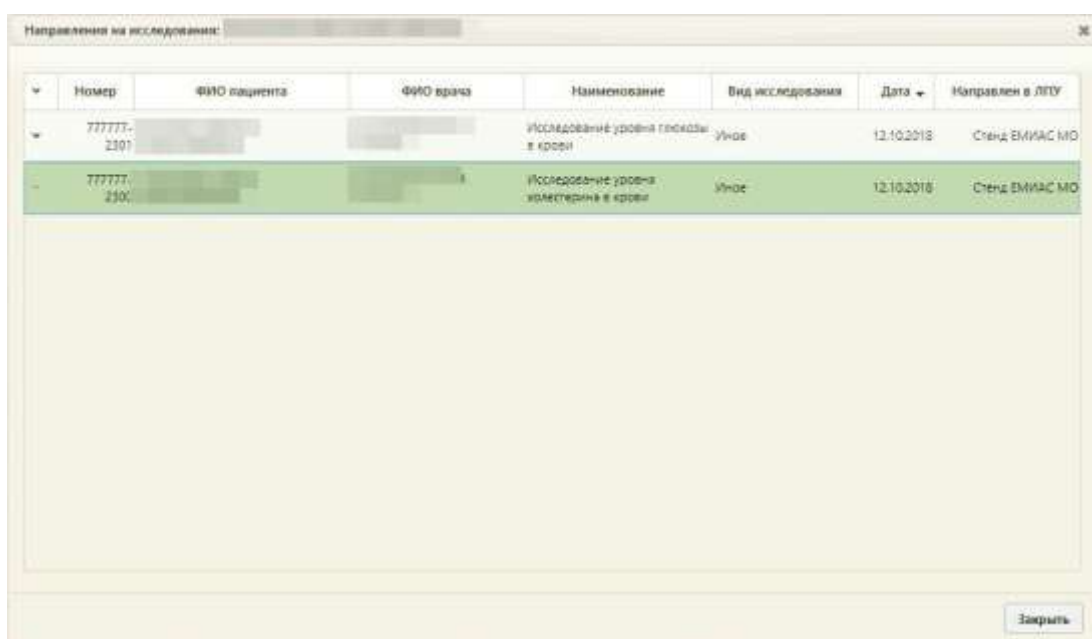 Направления на исследования:
Номер ФИО пациента ФИО врача Наименование Вид исследования Дата Направлен в ЛПУ
777777- Исследование уровня глюкозы Иное 12.10.2018 Стенд ЕМИАС МО
2301 в крови
777777- Исследование уровня Иное 12.10.2018 Стенд ЕМИАС МО
2300 холестерина в крови
Закрыть